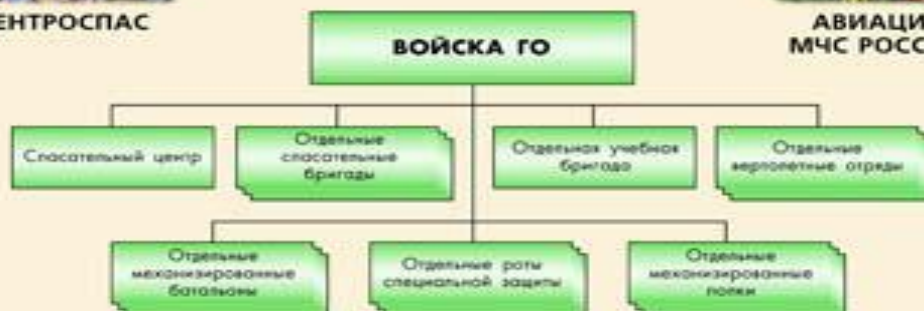 ЕНТРОСПАС
АВИАЦИ
МЧС РОСС
ВОЙСКА ГО
Спасательный центр
Отдельные
спасательные
бригады
Отдельная учебная
бригада
Отдельные
вертолетные отряды
Отдельные
механизированные
батальоны
Отдельные роты
специальной защиты
Отдельные
механизированные
полки